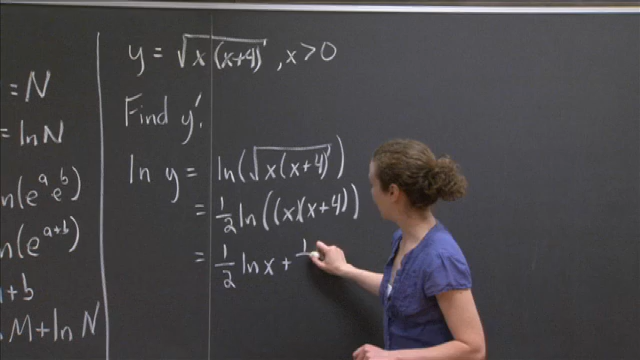 = N
= ln N
n(e^a e^b)
n(e^{a+b})
+ b
M + ln N
y = √(x (x+4)) , x > 0
Find y'.
ln y = ln(√(x(x+4)))
= 1/2 ln((x)(x+4))
= 1/2 ln x + 1